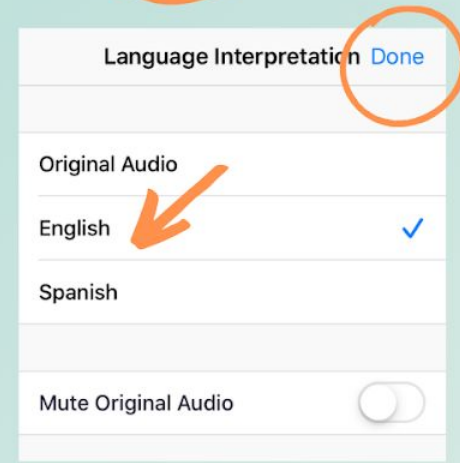 Language Interpretation Done
Original Audio
English
Spanish
Mute Original Audio